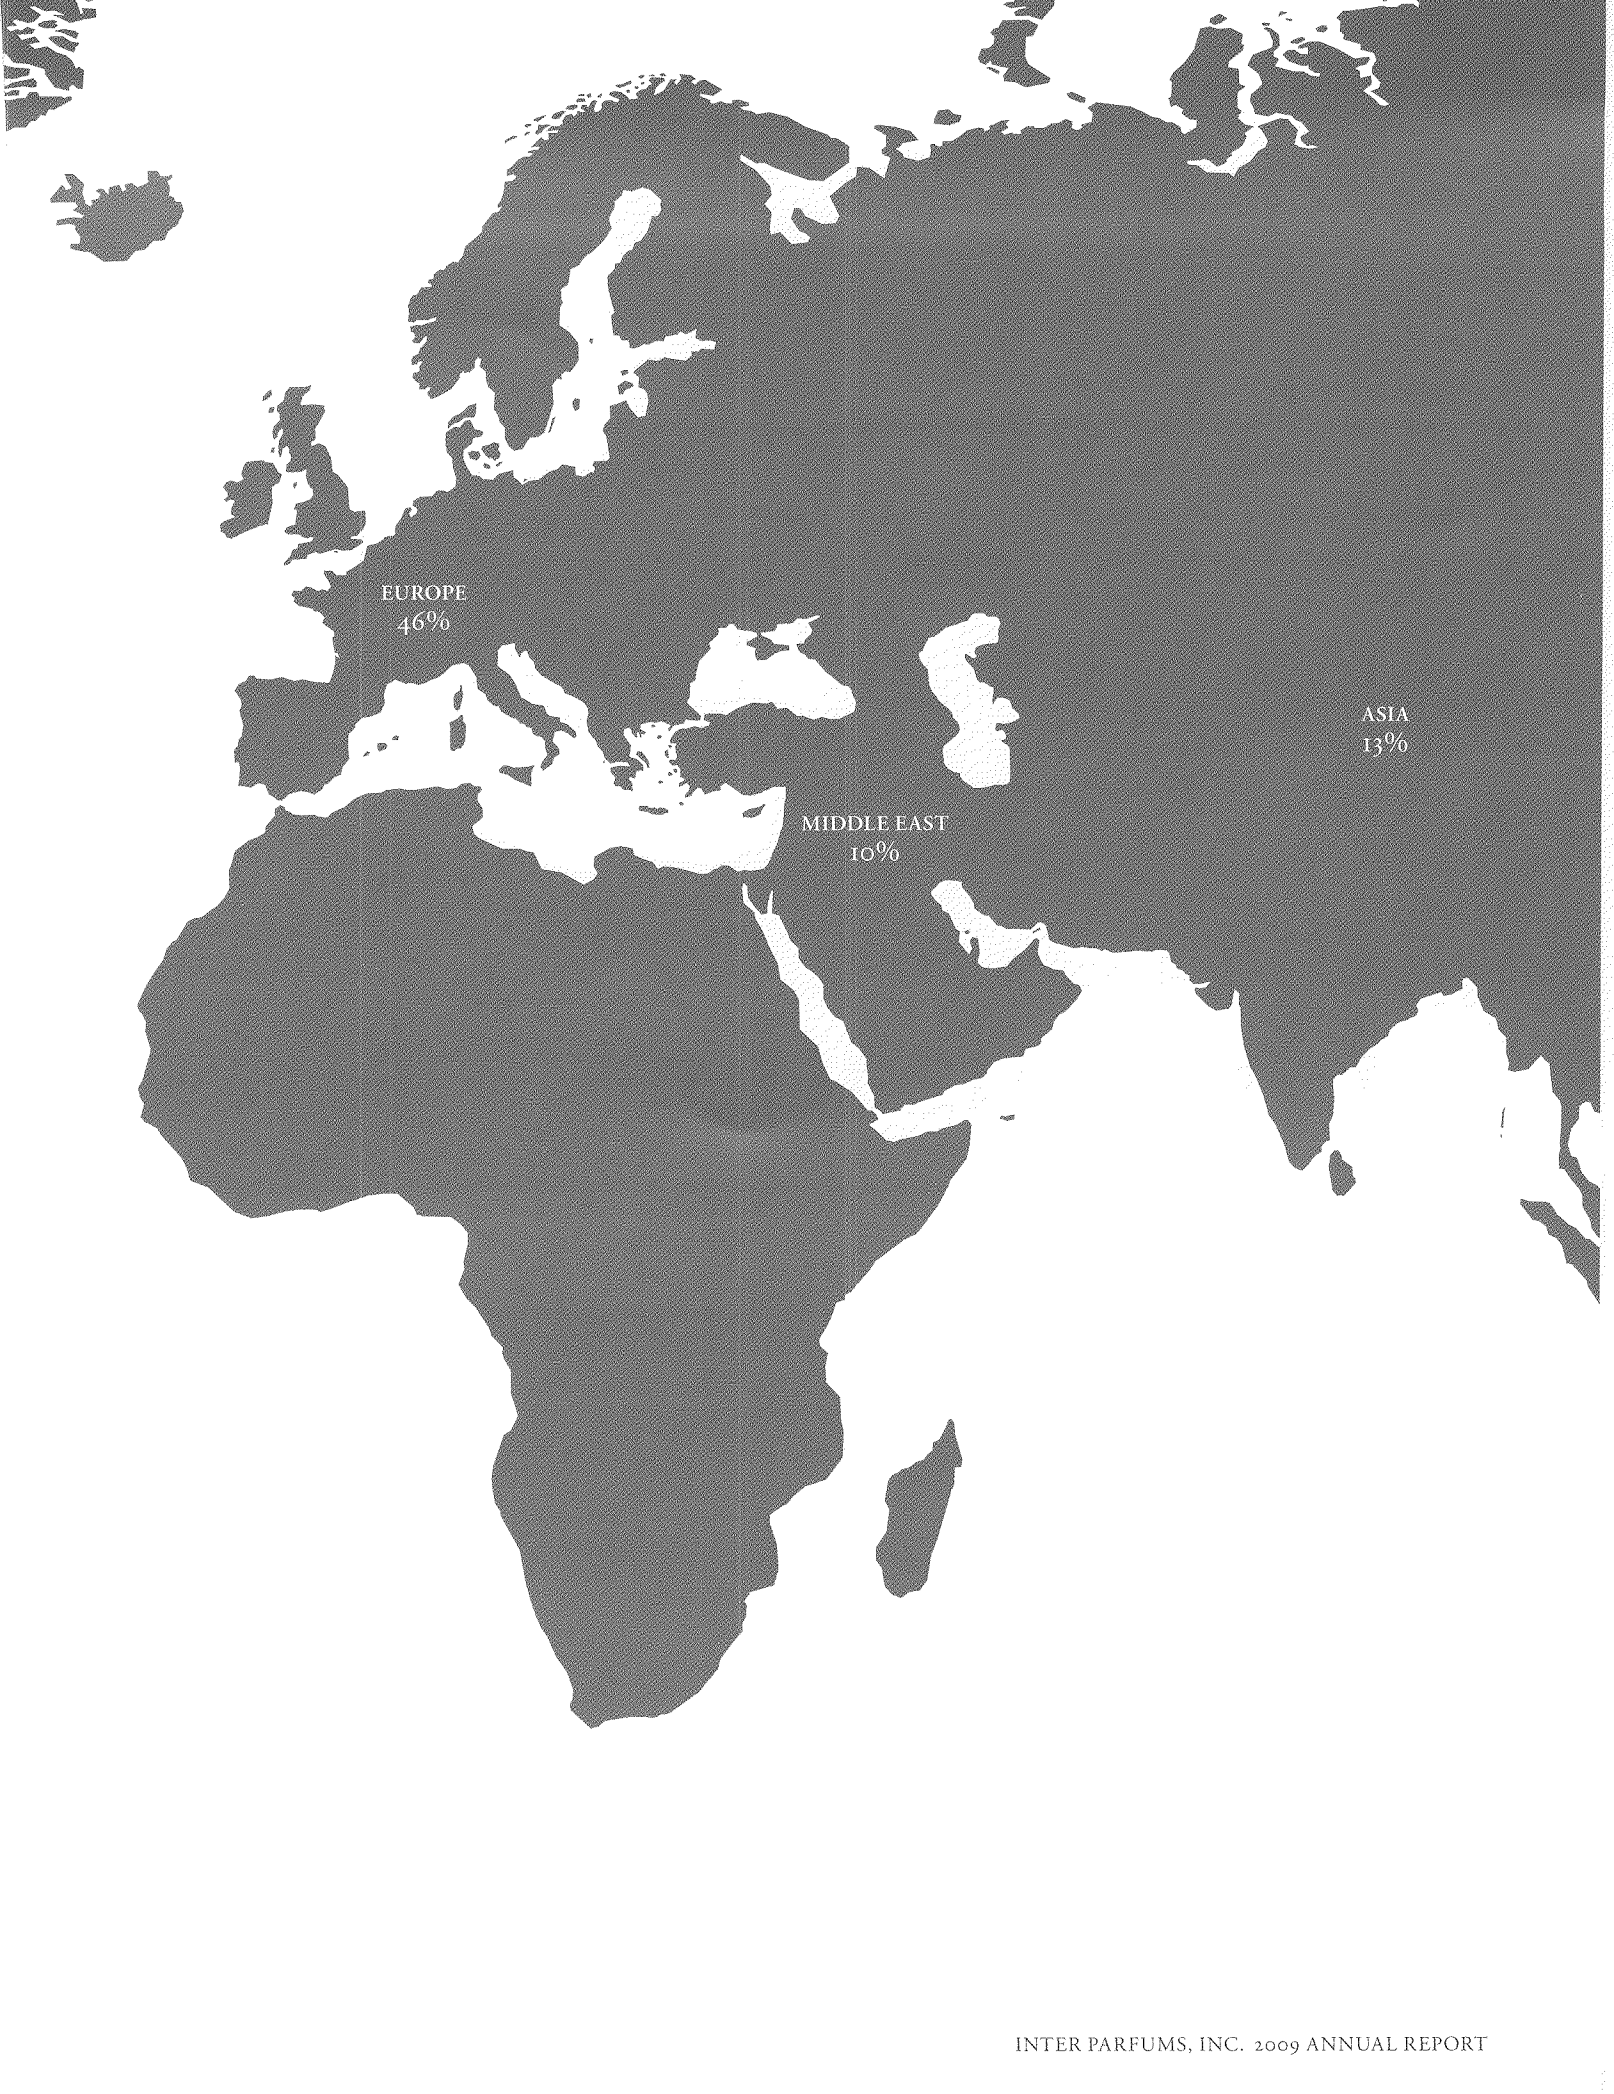 EUROPE
46%
ASIA
13%
MIDDLE EAST
10%
INTER PARFUMS, INC. 2009 ANNUAL REPORT